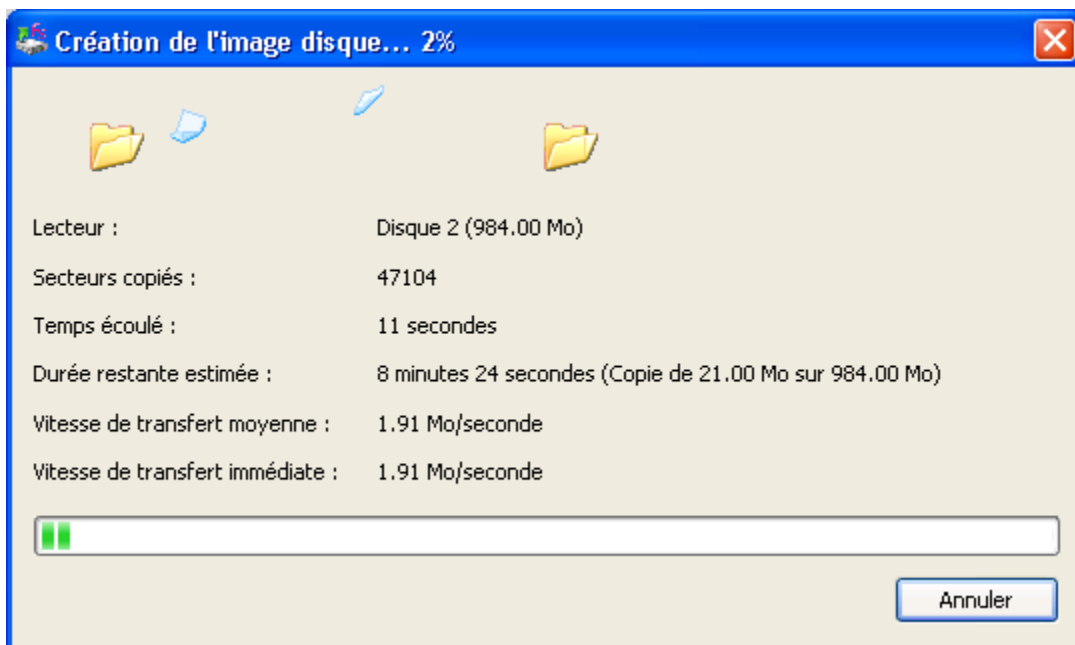 Création de l'image disque... 2%
Lecteur : Disque 2 (984.00 Mo)
Secteurs copiés : 47104
Temps écoulé : 11 secondes
Durée restante estimée : 8 minutes 24 secondes (Copie de 21.00 Mo sur 984.00 Mo)
Vitesse de transfert moyenne : 1.91 Mo/seconde
Vitesse de transfert immédiate : 1.91 Mo/seconde
Annuler